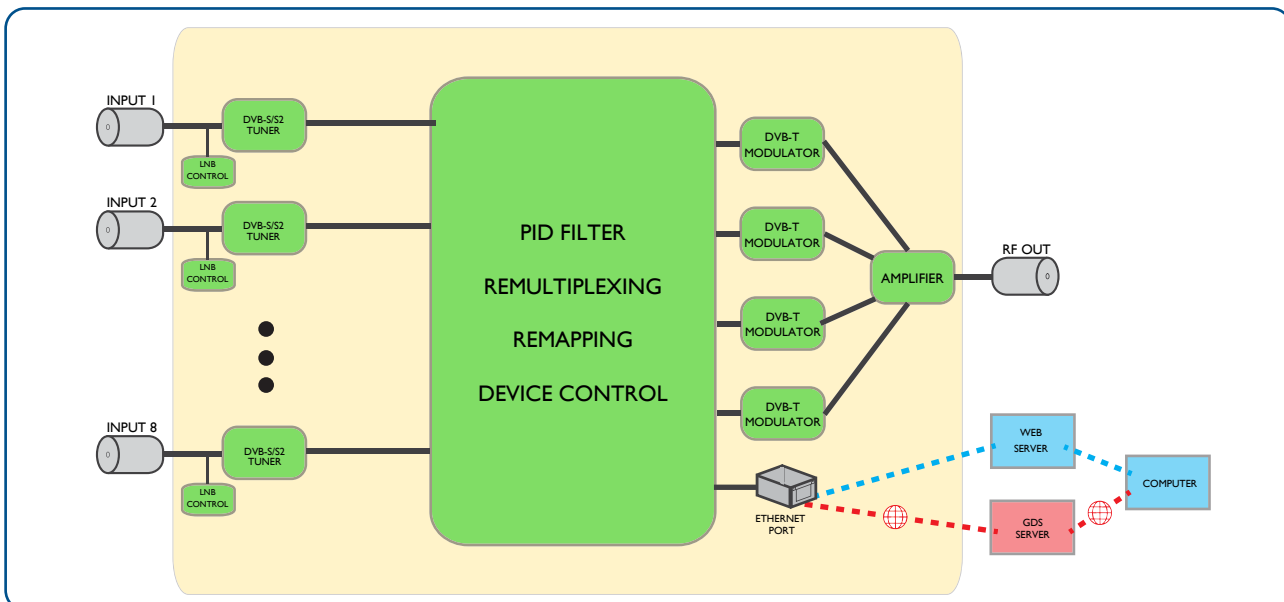 INPUT 1
DVB-S/S2
TUNER
LNB
CONTROL
INPUT 2
DVB-S/S2
TUNER
LNB
CONTROL
INPUT 8
DVB-S/S2
TUNER
LNB
CONTROL
PID FILTER
REMULTIPLEXING
REMAPPING
DEVICE CONTROL
DVB-T
MODULATOR
DVB-T
MODULATOR
DVB-T
MODULATOR
DVB-T
MODULATOR
AMPLIFIER
RF OUT
ETHERNET
PORT
WEB
SERVER
GDS
SERVER
COMPUTER